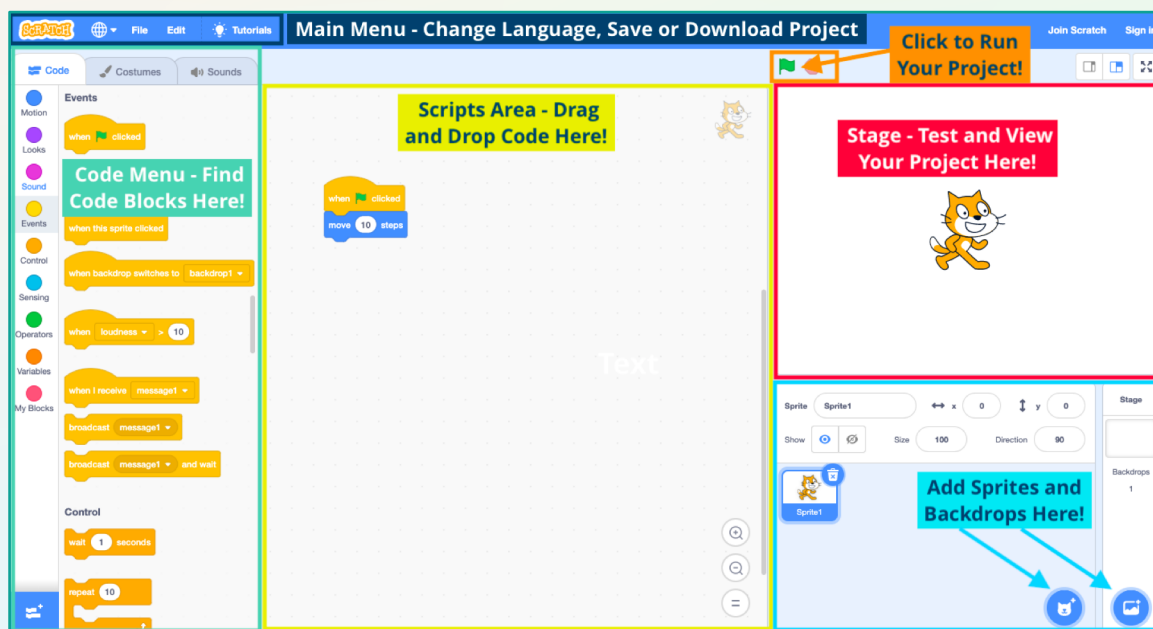 SCRATCH File Edit Tutorials Main Menu - Change Language, Save or Download Project Join Scratch Sign in
Click to Run
Your Project!
Code Costumes Sounds
Motion
Looks
Sound
Events
Control
Sensing
Operators
Variables
My Blocks
Events
when clicked
Code Menu - Find
Code Blocks Here!
when this sprite clicked
when backdrop switches to backdrop1
when loudness > 10
when I receive message1
broadcast message1
broadcast message1 and wait
Control
wait 1 seconds
repeat 10
Scripts Area - Drag
and Drop Code Here!
when clicked
move 10 steps
Text
Stage - Test and View
Your Project Here!
Sprite Sprite1 x 0 y 0
Show Size 100 Direction 90
Sprite1
Stage
Backdrops
1
Add Sprites and
Backdrops Here!